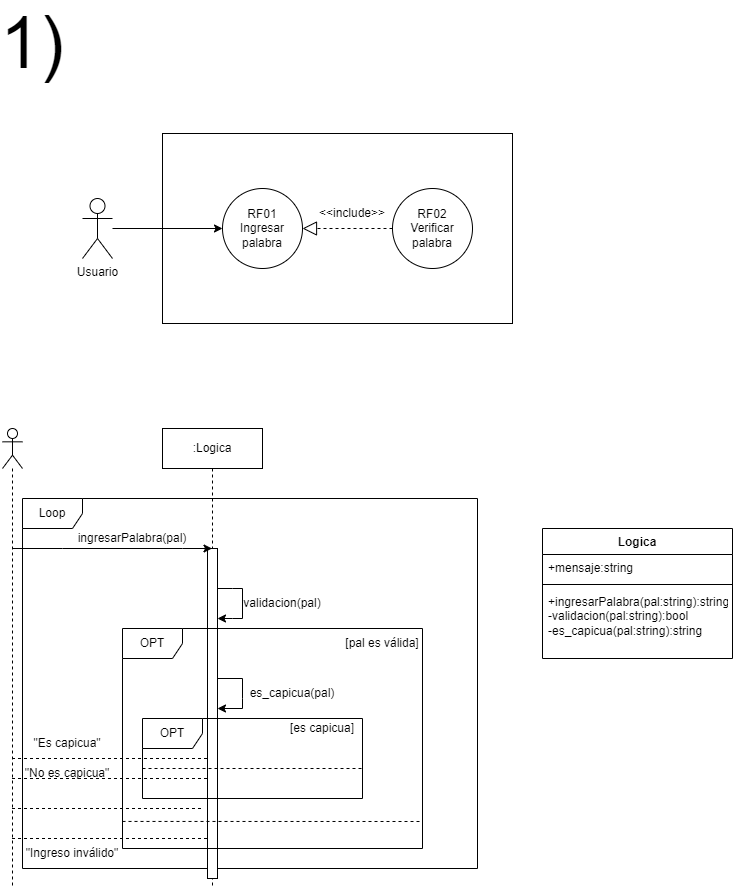 1)
RF01
Ingresar
palabra
<<include>>
RF02
Verificar
palabra
Usuario
:Logica
Loop
ingresarPalabra(pal)
validacion(pal)
OPT
[pal es válida]
es_capicua(pal)
OPT
[es capicua]
"Es capicua"
"No es capicua"
"Ingreso inválido"
Logica
+mensaje:string
+ingresarPalabra(pal:string):string
-validacion(pal:string):bool
-es_capicua(pal:string):string